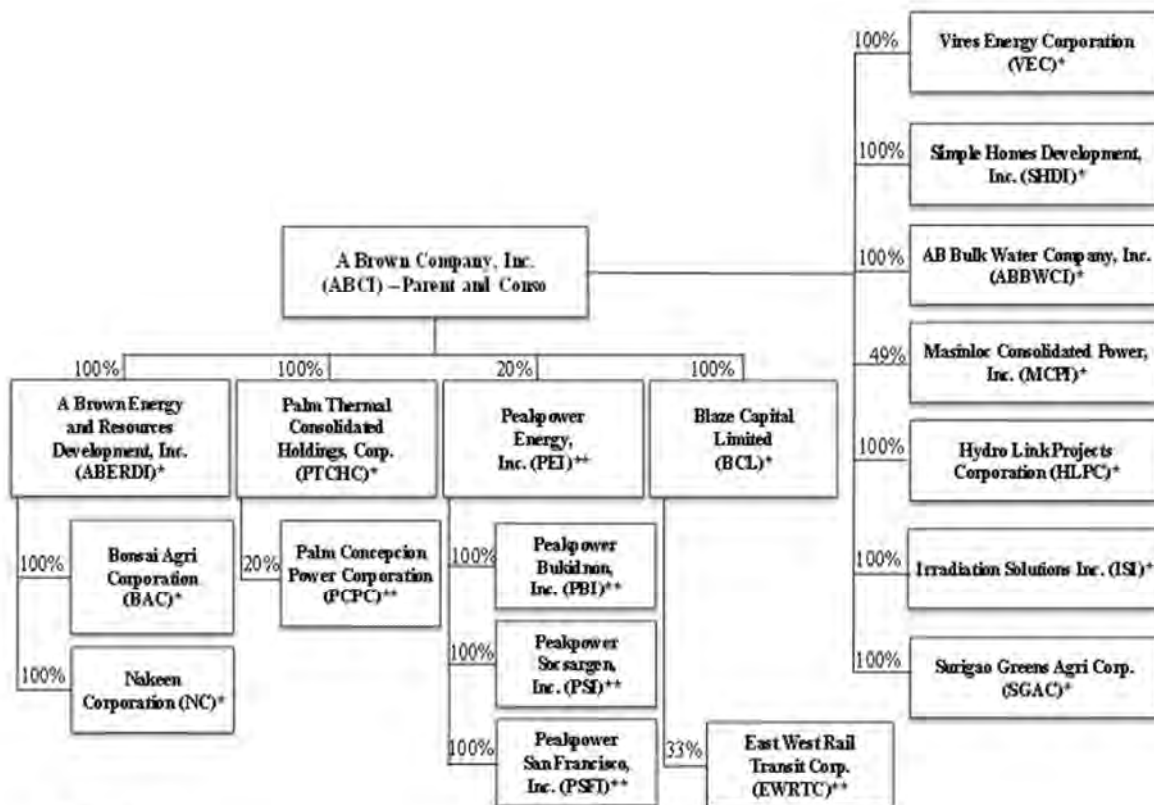 100%
Vires Energy Corporation
(VEC)*
100%
Simple Homes Development,
Inc. (SHDI)*
A Brown Company, Inc.
(ABCI) – Parent and Conso
100%
AB Bulk Water Company, Inc.
(ABBWCI)*
49%
Masinloc Consolidated Power,
Inc. (MCPI)*
100%
Hydro Link Projects
Corporation (HLPC)*
100%
Irradiation Solutions Inc. (ISI)*
100%
Surigao Greens Agri Corp.
(SGAC)*
100%
A Brown Energy
and Resources
Development, Inc.
(ABERDI)*
100%
Palm Thermal
Consolidated
Holdings, Corp.
(PTCHC)*
20%
Peakpower
Energy,
Inc. (PEI)**
100%
Blaze Capital
Limited
(BCL)*
100%
Bonsai Agri
Corporation
(BAC)*
100%
Nakeen
Corporation (NC)*
20%
Palm Concepcion
Power Corporation
(PCPC)**
100%
Peakpower
Bukidnon,
Inc. (PBI)**
100%
Peakpower
Socsargen,
Inc. (PSI)**
100%
Peakpower
San Francisco,
Inc. (PSFI)**
33%
East West Rail
Transit Corp.
(EWRTC)**